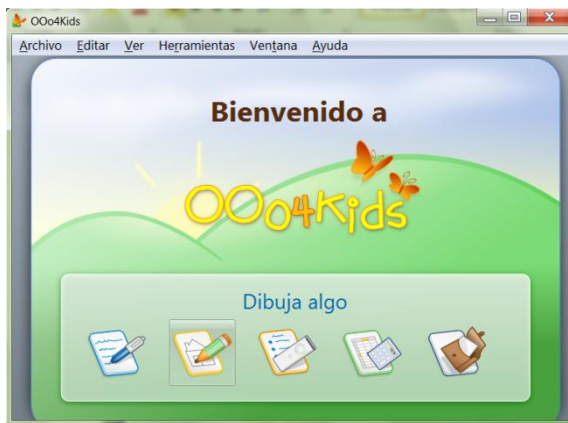 OOo4Kids
Archivo Editar Ver Herramientas Ventana Ayuda
Bienvenido a
OOo4Kids
Dibuja algo